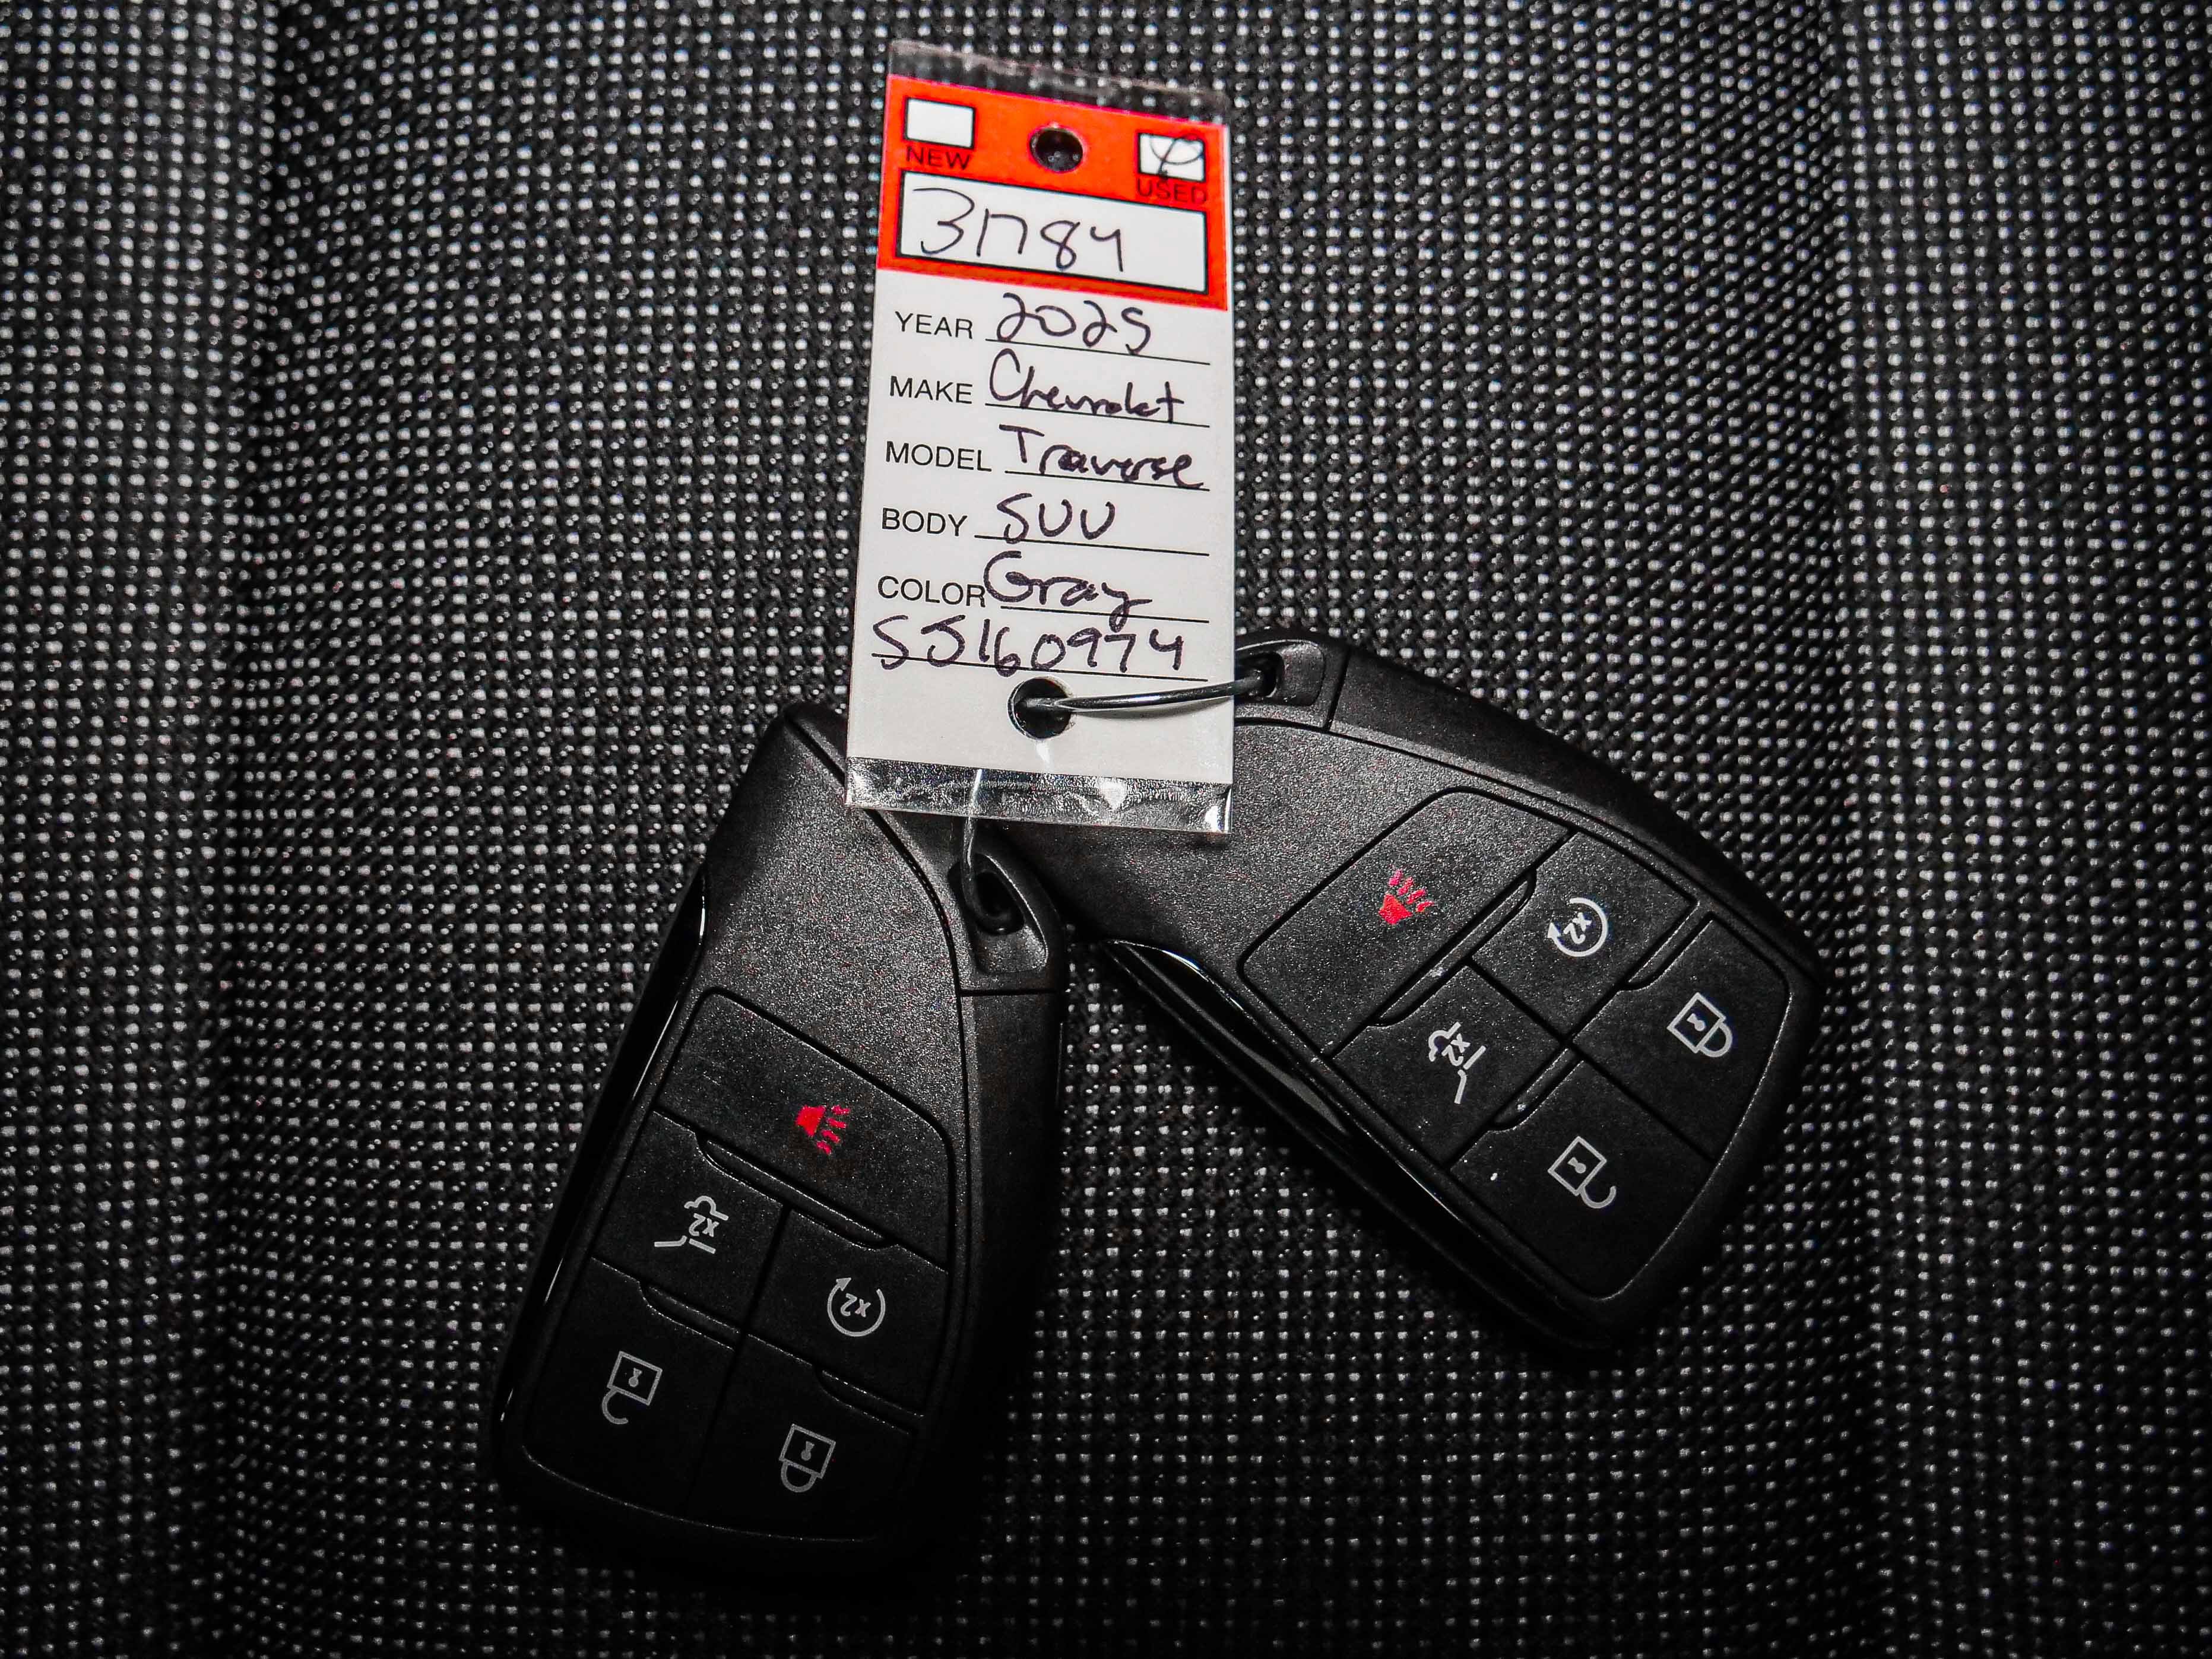 NEW
USED
31784
YEAR 2025
MAKE Chevrolet
MODEL Traverse
BODY SUV
COLOR Gray
SJ160974
x2
x2
x2
x2